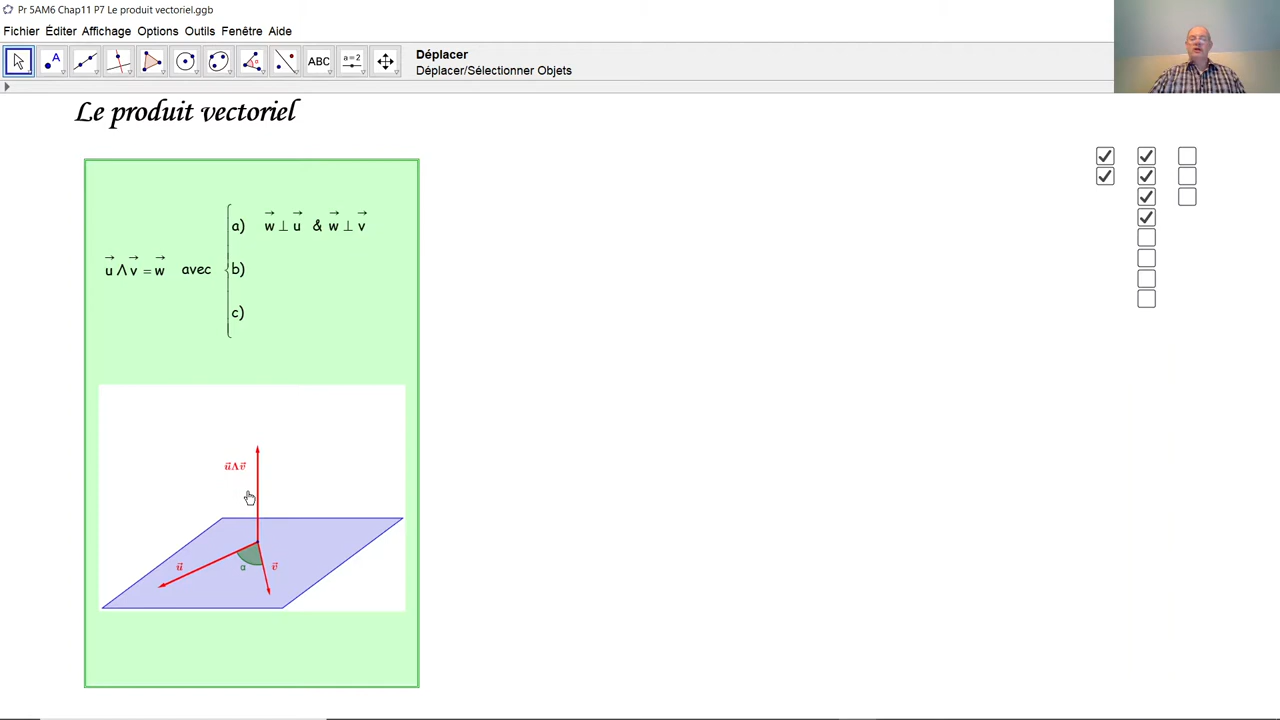 Pr 5AM6 Chap11 P7 Le produit vectoriel.ggb
Fichier Éditer Affichage Options Outils Fenêtre Aide
A
α
ABC
a=2
Déplacer
Déplacer/Sélectionner Objets
Le produit vectoriel
a) w⃗ ⊥ u⃗ & w⃗ ⊥ v⃗
u⃗ ∧ v⃗ = w⃗ avec b)
c)
u⃗Λv⃗
u⃗ α v⃗